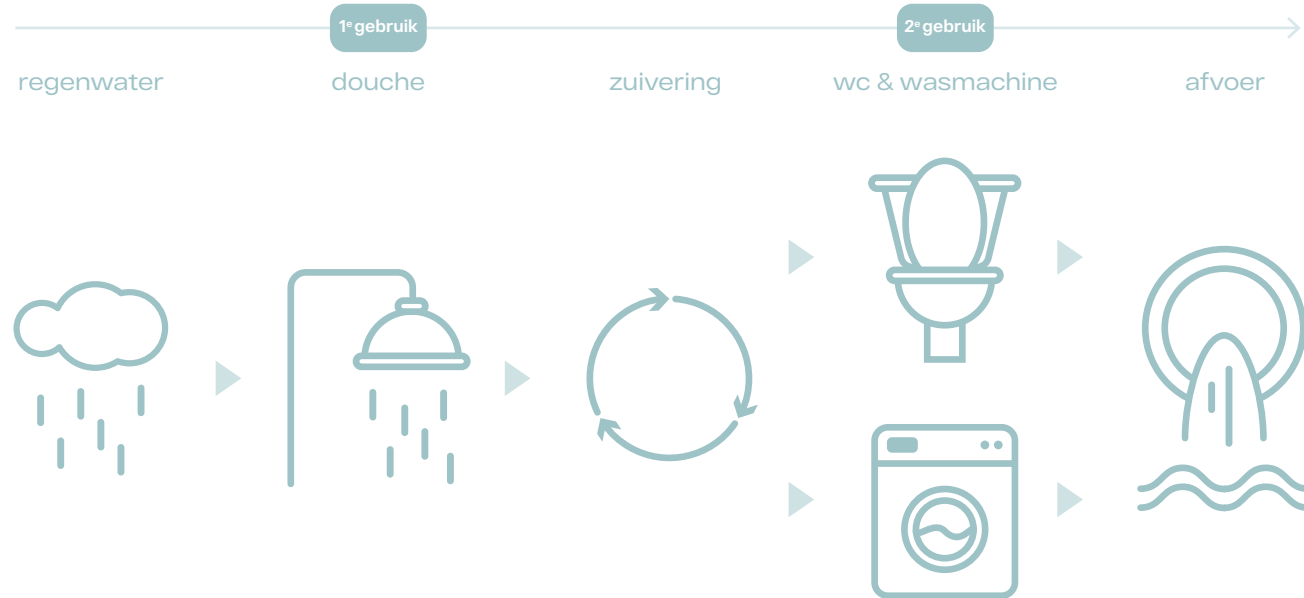 1e gebruik
2e gebruik
regenwater
douche
zuivering
wc & wasmachine
afvoer